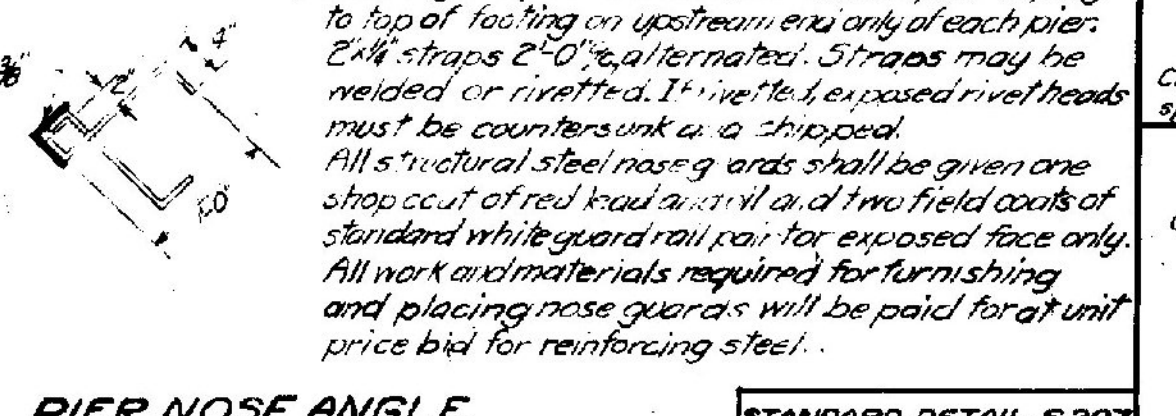 to top of footing on upstream end only of each pier.
2"x¼" straps 2'-0" %c, alternated. Straps may be
welded or rivetted. If rivetted, exposed rivet heads
must be countersunk and chipped.
All structural steel nose guards shall be given one
shop coat of red lead and oil and two field coats of
standard white guard rail paint for exposed face only.
All work and materials required for furnishing
and placing nose guards will be paid for at unit
price bid for reinforcing steel.
4"
2"
PIER NOSE ANGLE
STANDARD DETAIL